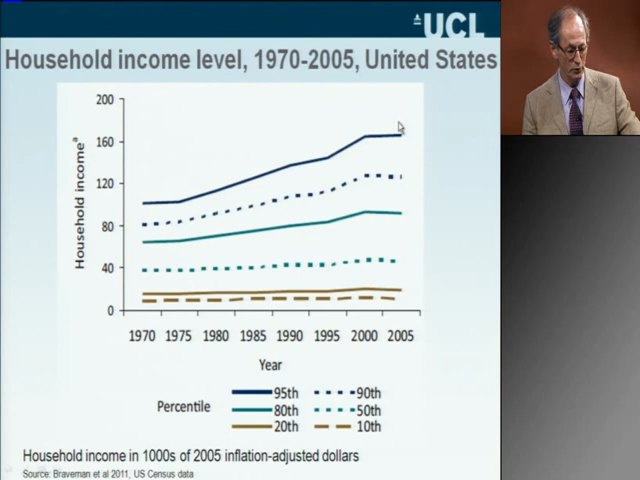 UCL
Household income level, 1970-2005, United States
200
160
120
80
40
0
Household income^a
1970 1975 1980 1985 1990 1995 2000 2005
Year
Percentile
95th 90th
80th 50th
20th 10th
Household income in 1000s of 2005 inflation-adjusted dollars
Source: Braveman et al 2011, US Census data